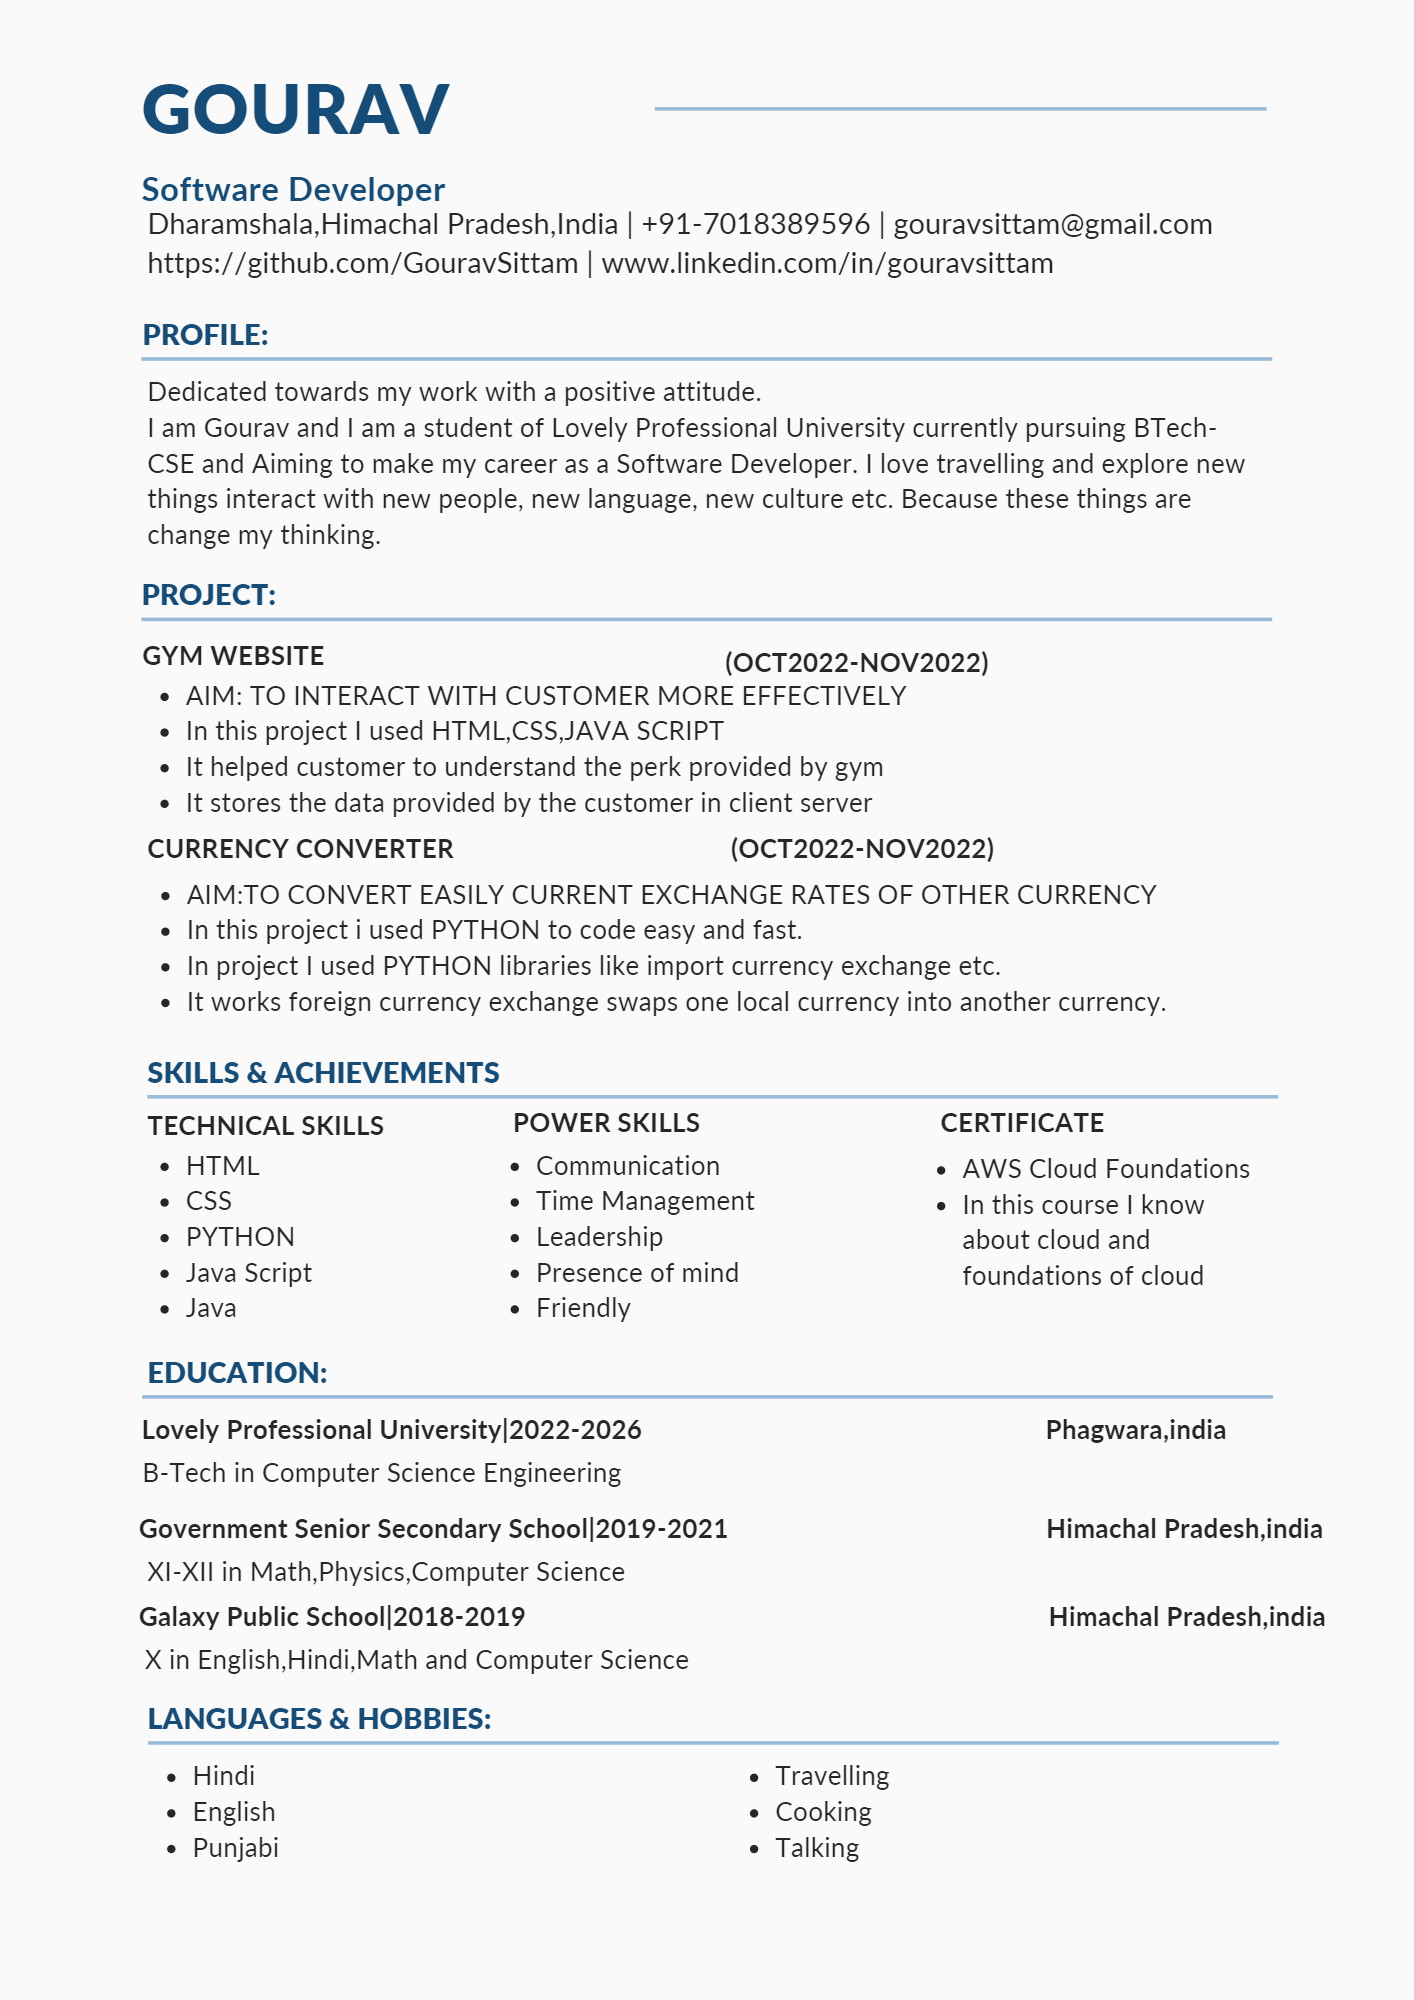 GOURAV
Software Developer
Dharamshala,Himachal Pradesh,India | +91-7018389596 | gouravsittam@gmail.com
https://github.com/GouravSittam | www.linkedin.com/in/gouravsittam
PROFILE:
Dedicated towards my work with a positive attitude.
I am Gourav and I am a student of Lovely Professional University currently pursuing BTech-
CSE and Aiming to make my career as a Software Developer. I love travelling and explore new
things interact with new people, new language, new culture etc. Because these things are
change my thinking.
PROJECT:
GYM WEBSITE (OCT2022-NOV2022)
• AIM: TO INTERACT WITH CUSTOMER MORE EFFECTIVELY
• In this project I used HTML,CSS,JAVA SCRIPT
• It helped customer to understand the perk provided by gym
• It stores the data provided by the customer in client server
CURRENCY CONVERTER (OCT2022-NOV2022)
• AIM:TO CONVERT EASILY CURRENT EXCHANGE RATES OF OTHER CURRENCY
• In this project i used PYTHON to code easy and fast.
• In project I used PYTHON libraries like import currency exchange etc.
• It works foreign currency exchange swaps one local currency into another currency.
SKILLS & ACHIEVEMENTS
TECHNICAL SKILLS
• HTML
• CSS
• PYTHON
• Java Script
• Java
POWER SKILLS
• Communication
• Time Management
• Leadership
• Presence of mind
• Friendly
CERTIFICATE
• AWS Cloud Foundations
• In this course I know
about cloud and
foundations of cloud
EDUCATION:
Lovely Professional University|2022-2026 Phagwara,india
B-Tech in Computer Science Engineering
Government Senior Secondary School|2019-2021 Himachal Pradesh,india
XI-XII in Math,Physics,Computer Science
Galaxy Public School|2018-2019 Himachal Pradesh,india
X in English,Hindi,Math and Computer Science
LANGUAGES & HOBBIES:
• Hindi
• English
• Punjabi
• Travelling
• Cooking
• Talking